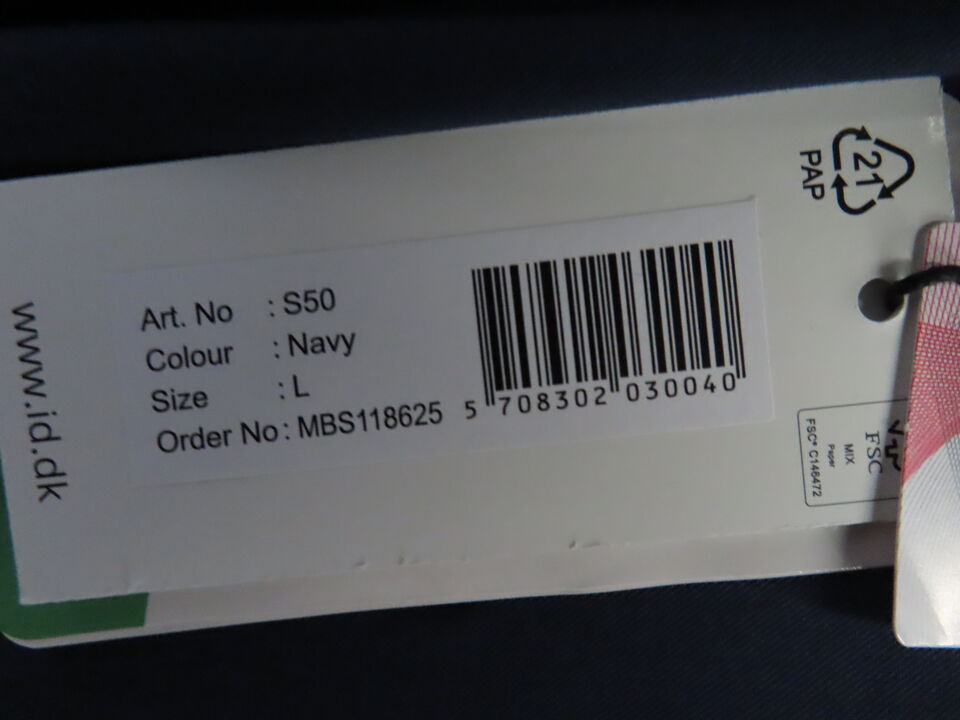 Art. No : S50
Colour : Navy
Size : L
Order No: MBS118625
5 708302 030040
www.id.dk
21
PAP
FSC
MIX
Paper
FSC® C146472